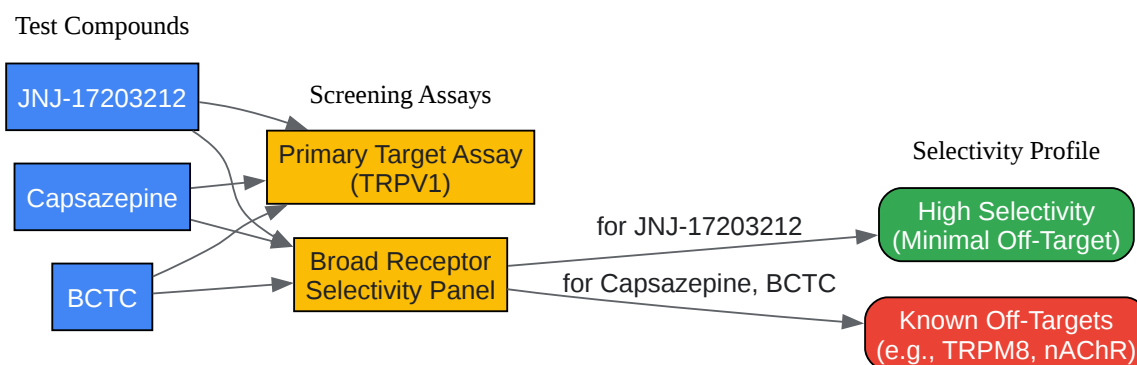 Test Compounds
JNJ-17203212
Capsazepine
BCTC
Screening Assays
Primary Target Assay
(TRPV1)
Broad Receptor
Selectivity Panel
for JNJ-17203212
for Capsazepine, BCTC
Selectivity Profile
High Selectivity
(Minimal Off-Target)
Known Off-Targets
(e.g., TRPM8, nAChR)